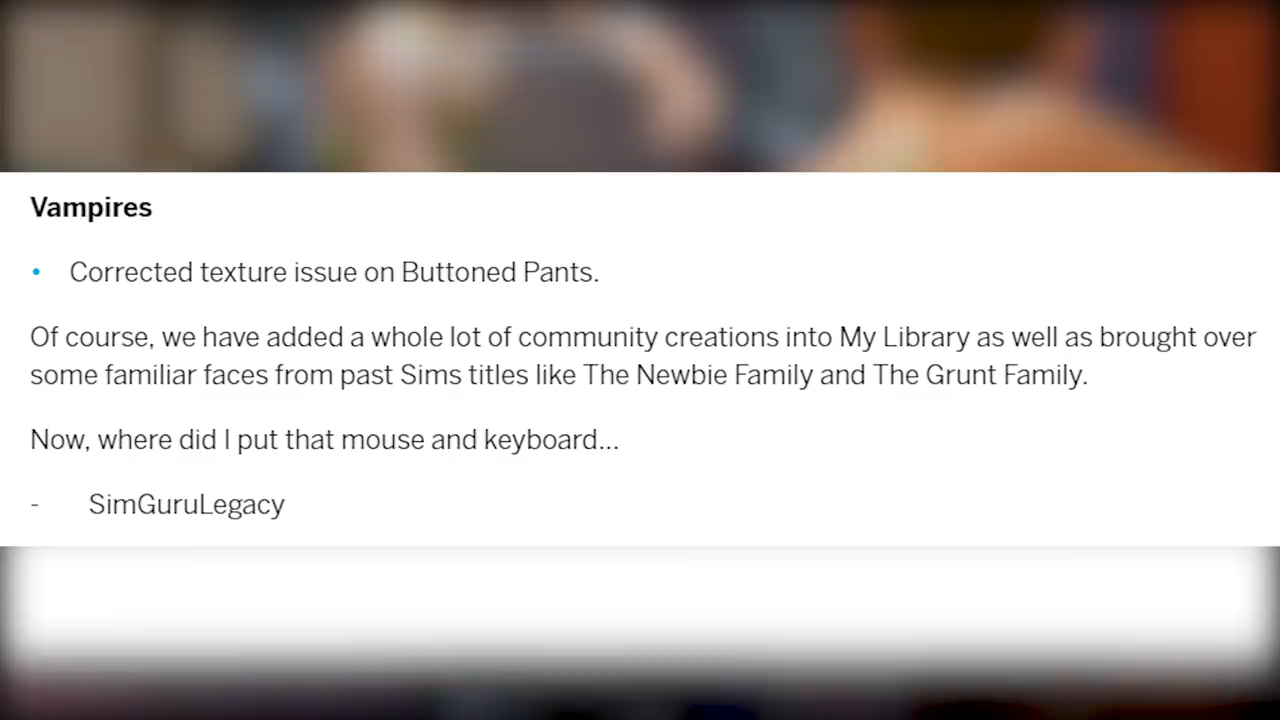 Vampires
• Corrected texture issue on Buttoned Pants.
Of course, we have added a whole lot of community creations into My Library as well as brought over
some familiar faces from past Sims titles like The Newbie Family and The Grunt Family.
Now, where did I put that mouse and keyboard...
- SimGuruLegacy